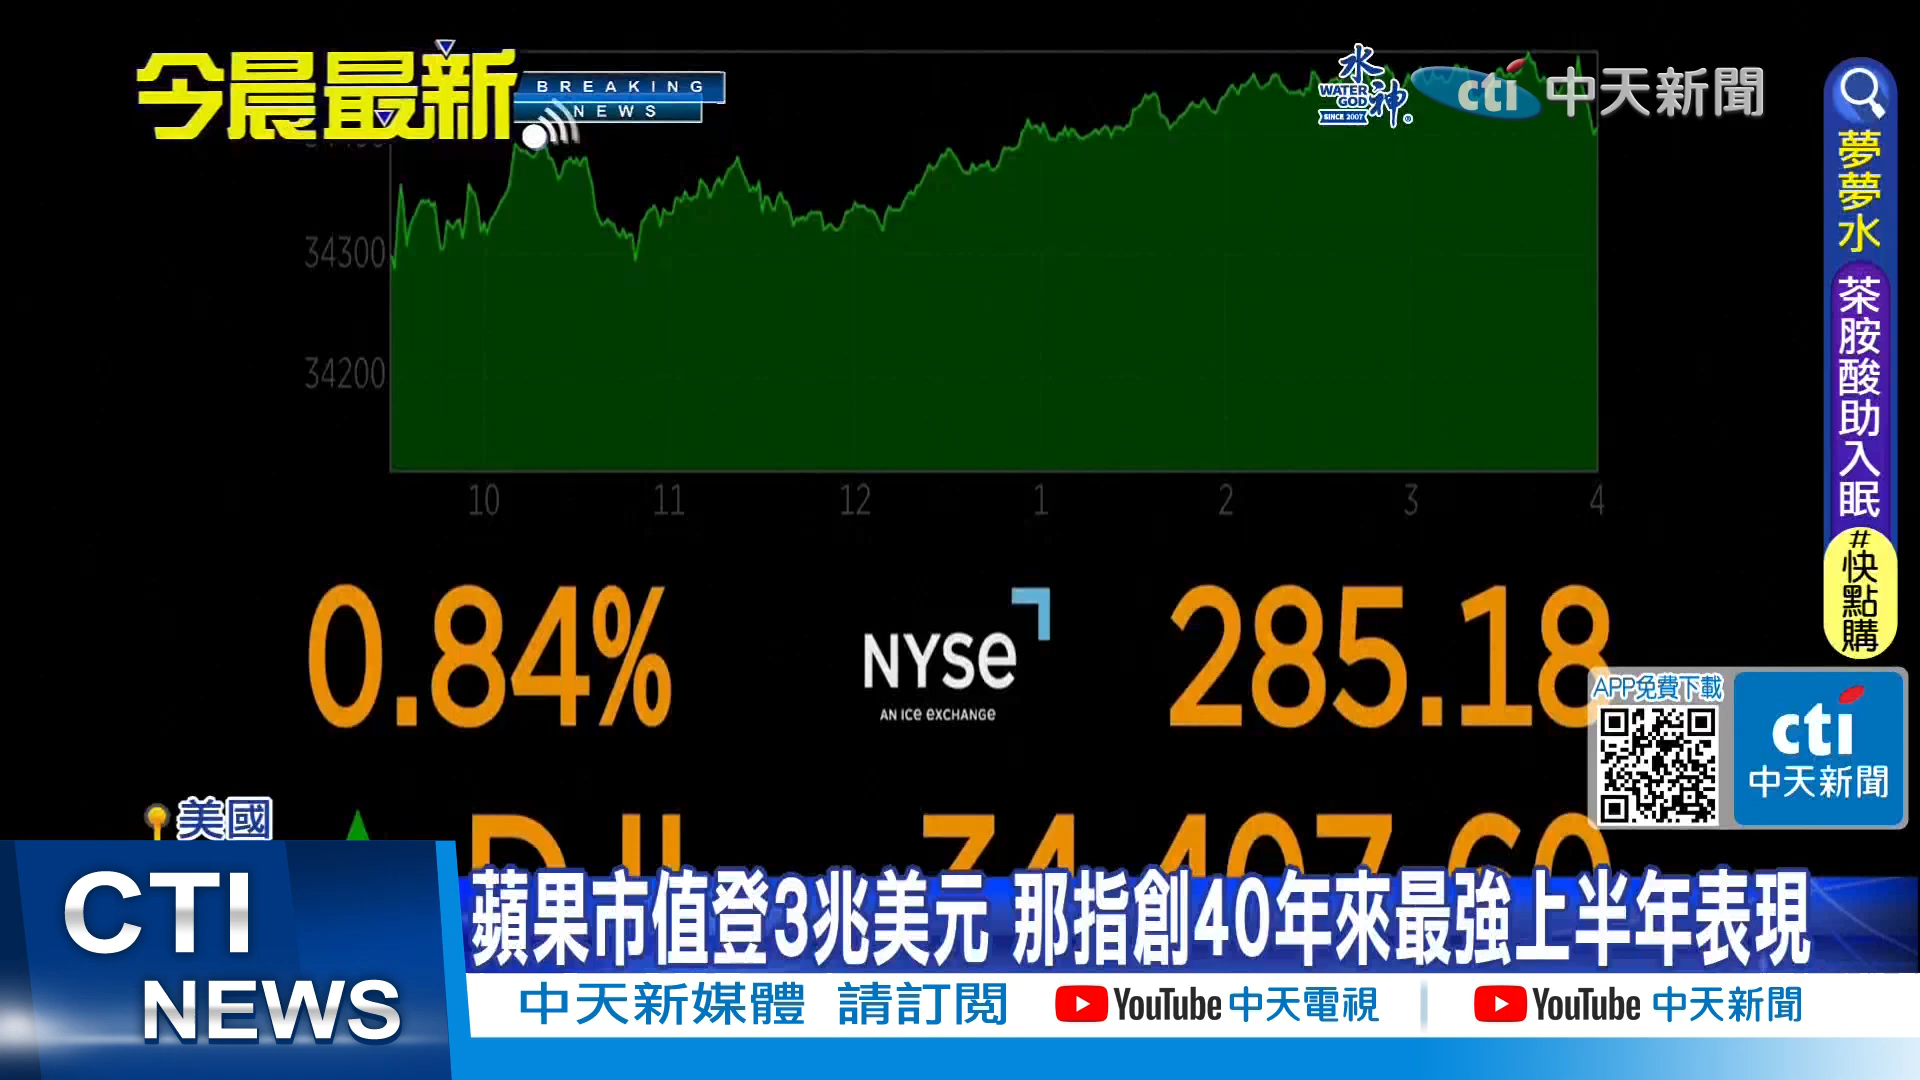 今晨最新
BREAKING
NEWS
水神
WATER
GOD
SINCE 2007
cti 中天新聞
34300
34200
10 11 12 1 2 3 4
夢夢水
茶胺酸助入眠
#快點購
0.84%
NYSE
AN ICE EXCHANGE
285.18
APP免費下載
cti
中天新聞
美國
CTI
NEWS
蘋果市值登3兆美元 那指創40年來最強上半年表現
中天新媒體 請訂閱 YouTube 中天電視 YouTube 中天新聞